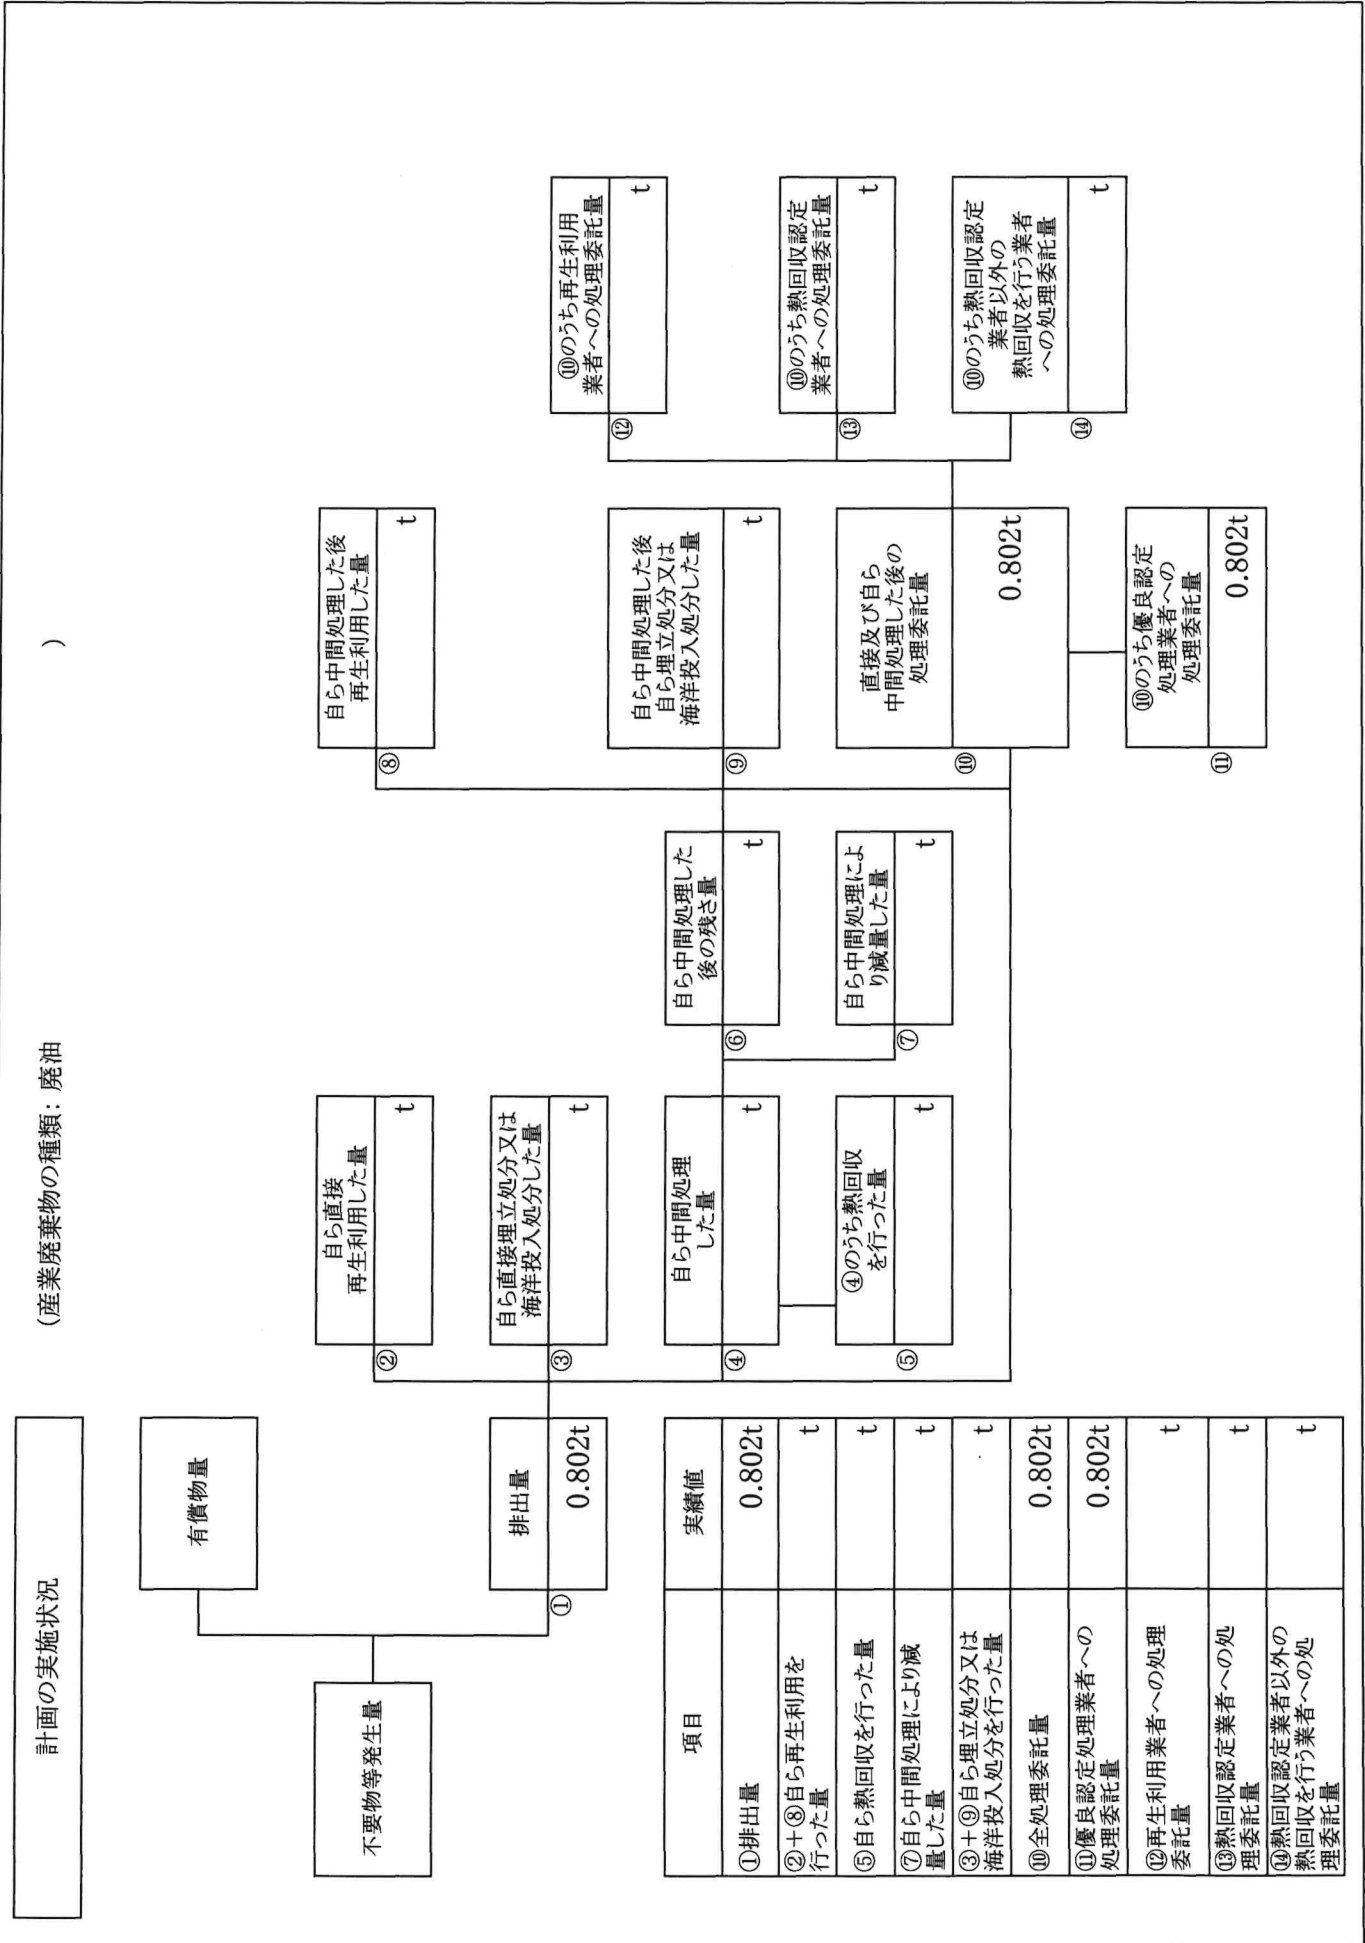 計画の実施状況
(産業廃棄物の種類: 廃油
)
不要物等発生量
有償物量
排出量
①
0.802t
自ら直接
再生利用した量
②
t
自ら直接埋立処分又は
海洋投入処分した量
③
t
自ら中間処理
した量
④
t
④のうち熱回収
を行った量
⑤
t
自ら中間処理した
後の残さ量
⑥
t
自ら中間処理によ
り減量した量
⑦
t
自ら中間処理した後
再生利用した量
⑧
t
自ら中間処理した後
自ら埋立処分又は
海洋投入処分した量
⑨
t
直接及び自ら
中間処理した後の
処理委託量
⑩
0.802t
⑩のうち優良認定
処理業者への
処理委託量
⑪
0.802t
⑩のうち再生利用
業者への処理委託量
⑫
t
⑩のうち熱回収認定
業者への処理委託量
⑬
t
⑩のうち熱回収認定
業者以外の
熱回収を行う業者
への処理委託量
⑭
t
項目
実績値
①排出量
0.802t
②+⑧自ら再生利用を
行った量
t
⑤自ら熱回収を行った量
t
⑦自ら中間処理により減
量した量
t
③+⑨自ら埋立処分又は
海洋投入処分を行った量
t
⑩全処理委託量
0.802t
⑪優良認定処理業者への
処理委託量
0.802t
⑫再生利用業者への処理
委託量
t
⑬熱回収認定業者への処
理委託量
t
⑭熱回収認定業者以外の
熱回収を行う業者への処
理委託量
t